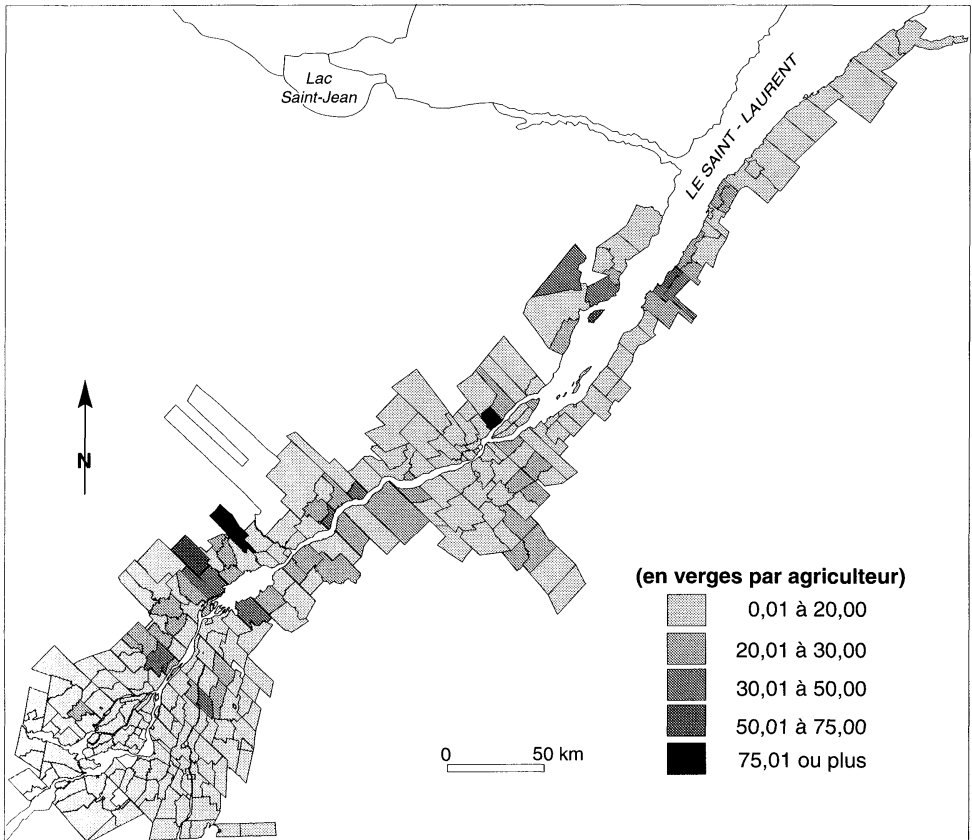 Lac
Saint-Jean
LE SAINT - LAURENT
N
(en verges par agriculteur)
0,01 à 20,00
20,01 à 30,00
30,01 à 50,00
50,01 à 75,00
75,01 ou plus
0 50 km